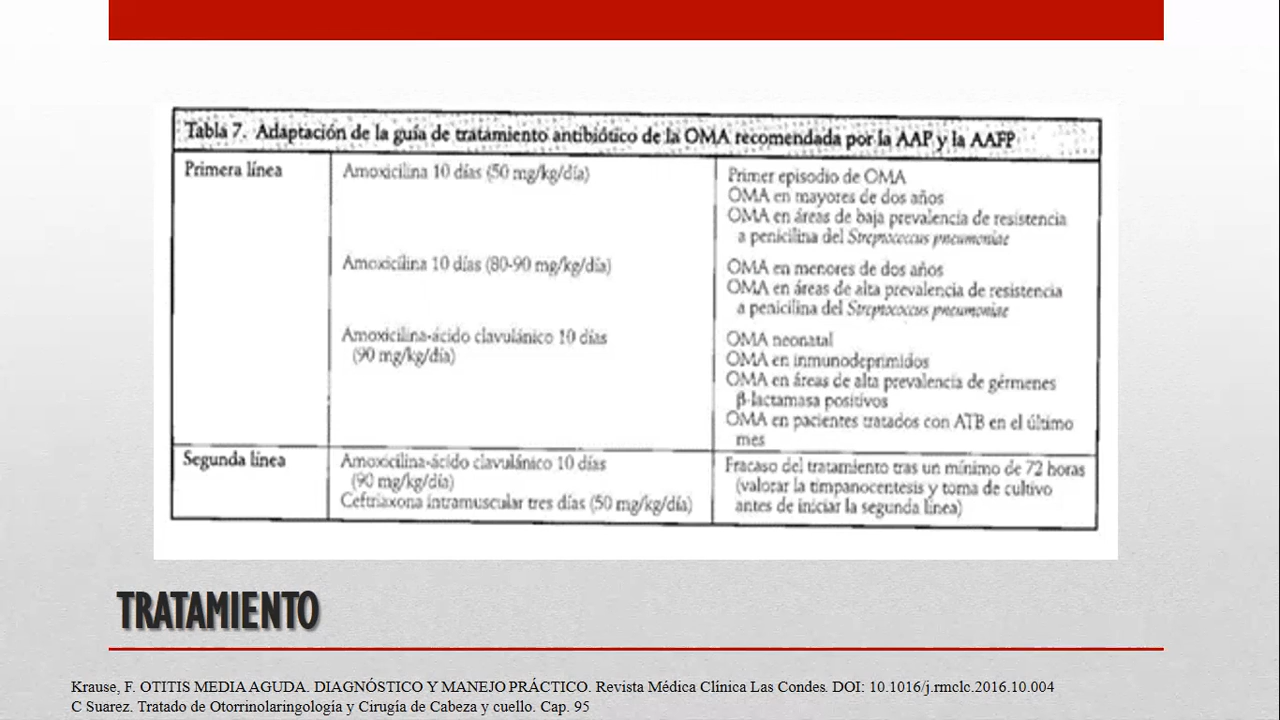 Tabla 7. Adaptación de la guía de tratamiento antibiótico de la OMA recomendada por la AAP y la AAFP
Primera línea
Amoxicilina 10 días (50 mg/kg/día)
Primer episodio de OMA
OMA en mayores de dos años
OMA en áreas de baja prevalencia de resistencia
a penicilina del Streptococcus pneumoniae
Amoxicilina 10 días (80-90 mg/kg/día)
OMA en menores de dos años
OMA en áreas de alta prevalencia de resistencia
a penicilina del Streptococcus pneumoniae
Amoxicilina-ácido clavulánico 10 días
(90 mg/kg/día)
OMA neonatal
OMA en inmunodeprimidos
OMA en áreas de alta prevalencia de gérmenes
β-lactamasa positivos
OMA en pacientes tratados con ATB en el último
mes
Segunda línea
Amoxicilina-ácido clavulánico 10 días
(90 mg/kg/día)
Ceftriaxona intramuscular tres días (50 mg/kg/día)
Fracaso del tratamiento tras un mínimo de 72 horas
(valorar la timpanocentesis y toma de cultivo
antes de iniciar la segunda línea)
TRATAMIENTO
Krause, F. OTITIS MEDIA AGUDA. DIAGNÓSTICO Y MANEJO PRÁCTICO. Revista Médica Clínica Las Condes. DOI: 10.1016/j.rmclc.2016.10.004
C Suarez. Tratado de Otorrinolaringología y Cirugía de Cabeza y cuello. Cap. 95